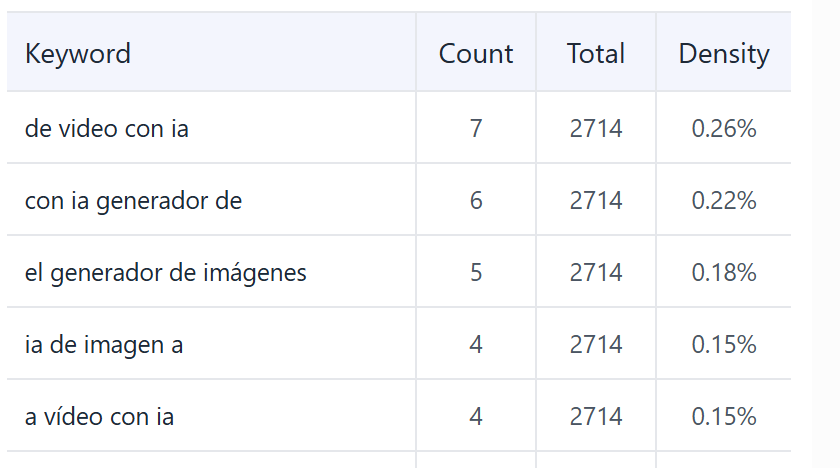 Keyword Count Total Density
de video con ia 7 2714 0.26%
con ia generador de 6 2714 0.22%
el generador de imágenes 5 2714 0.18%
ia de imagen a 4 2714 0.15%
a vídeo con ia 4 2714 0.15%